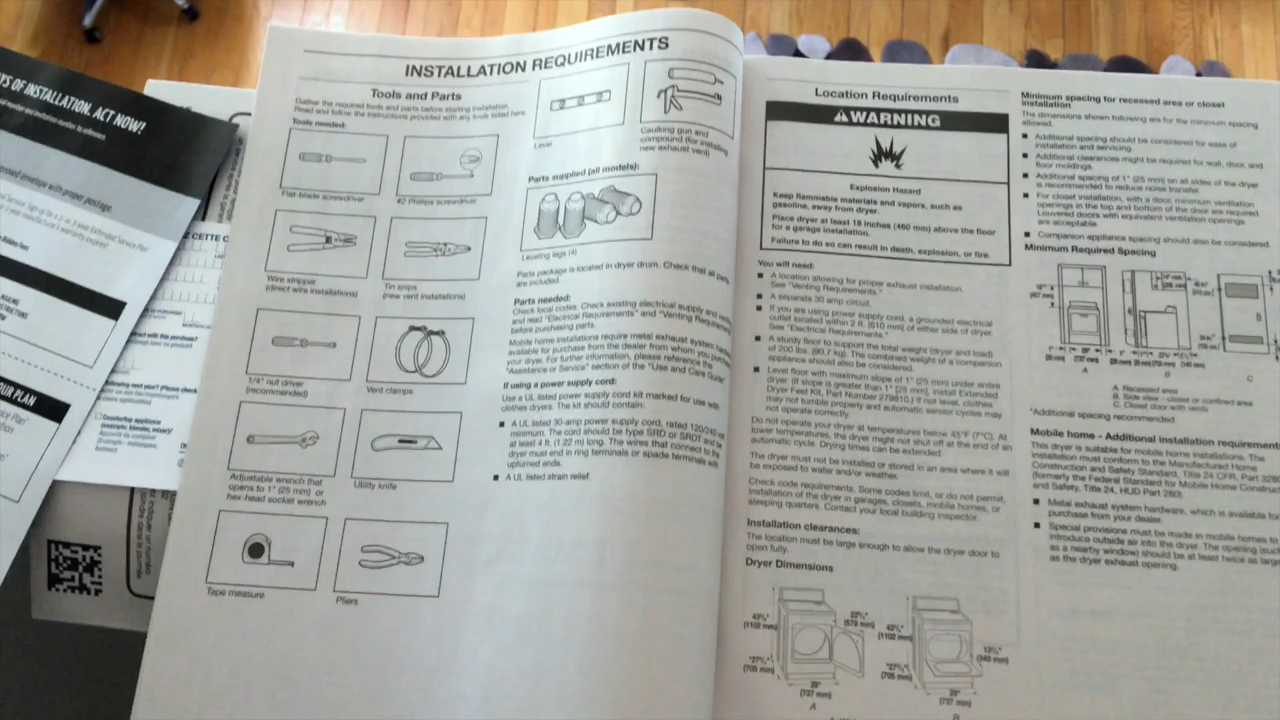 YS OF INSTALLATION. ACT NOW!
OUR PLAN
INSTALLATION REQUIREMENTS
Tools and Parts
Gather the required tools and parts before starting installation.
Read and follow the instructions provided with any tools listed here.
Tools needed:
Flat-blade screwdriver
#2 Phillips screwdriver
Wire stripper
(direct wire installations)
Tin snips
(new vent installations)
1/4" nut driver
(recommended)
Vent clamps
Adjustable wrench that
opens to 1" (25 mm) or
hex-head socket wrench
Utility knife
Tape measure
Pliers
Level
Caulking gun and
compound (for installing
new exhaust vent)
Parts supplied (all models):
Leveling legs (4)
Parts package is located in dryer drum. Check that all parts
are included.
Parts needed:
Check local codes. Check existing electrical supply and
and read "Electrical Requirements" and "Venting Requirements"
before purchasing parts.
Mobile home installations require metal exhaust system
available for purchase from the dealer from whom you
your dryer. For further information, please reference the
"Assistance or Service" section of the "Use and Care Guide
If using a power supply cord:
Use a UL listed power supply cord kit marked for use with
clothes dryers. The kit should contain:
■ A UL listed 30-amp power supply cord, rated 120/240
minimum. The cord should be type SRD or SRDT and be
at least 4 ft. (1.22 m) long. The wires that connect to the
dryer must end in ring terminals or spade terminals with
upturned ends.
■ A UL listed strain relief.
Location Requirements
WARNING
Explosion Hazard
Keep flammable materials and vapors, such as
gasoline, away from dryer.
Place dryer at least 18 inches (460 mm) above the floor
for a garage installation.
Failure to do so can result in death, explosion, or fire.
You will need:
■ A location allowing for proper exhaust installation.
See "Venting Requirements."
■ A separate 30 amp circuit.
■ If you are using power supply cord, a grounded electrical
outlet located within 2 ft. (610 mm) of either side of dryer.
See "Electrical Requirements."
■ A sturdy floor to support the total weight (dryer and load)
of 200 lbs. (90.7 kg). The combined weight of a companion
appliance should also be considered.
■ Level floor with maximum slope of 1" (25 mm) under entire
dryer. (If slope is greater than 1" [25 mm], install Extended
Dryer Feet Kit, Part Number 279810.) If not level, clothes
may not tumble properly and automatic sensor cycles may
not operate correctly.
Do not operate your dryer at temperatures below 45°F (7°C). At
lower temperatures, the dryer might not shut off at the end of an
automatic cycle. Drying times can be extended.
The dryer must not be installed or stored in an area where it will
be exposed to water and/or weather.
Check code requirements. Some codes limit, or do not permit,
installation of the dryer in garages, closets, mobile homes, or
sleeping quarters. Contact your local building inspector.
Installation clearances:
The location must be large enough to allow the dryer door to
open fully.
Dryer Dimensions
(737 mm)
A
(737 mm)
Minimum spacing for recessed area or closet
installation
The dimensions shown following are for the minimum spacing
allowed.
■ Additional spacing should be considered for ease of
installation and servicing.
■ Additional clearances might be required for wall, door, and
floor moldings.
■ Additional spacing of 1" (25 mm) on all sides of the dryer
is recommended to reduce noise transfer
■ For closet installation, with a door, minimum ventilation
openings in the top and bottom of the door are required.
Louvered doors with equivalent ventilation openings
are acceptable.
■ Companion appliance spacing should also be considered.
Minimum Required Spacing
A B C
A. Recessed area
B. Side view - closet or confined area
C. Closet door with vents
*Additional spacing recommended
Mobile home - Additional installation requirements
This dryer is suitable for mobile home installations. The
installation must conform to the Manufactured Home
Construction and Safety Standard, Title 24 CFR, Part 3280
(formerly the Federal Standard for Mobile Home Construction
and Safety, Title 24, HUD Part 280).
■ Metal exhaust system hardware, which is available for
purchase from your dealer.
■ Special provisions must be made in mobile homes to
introduce outside air into the dryer. The opening (such
as a nearby window) should be at least twice as large
as the dryer exhaust opening.